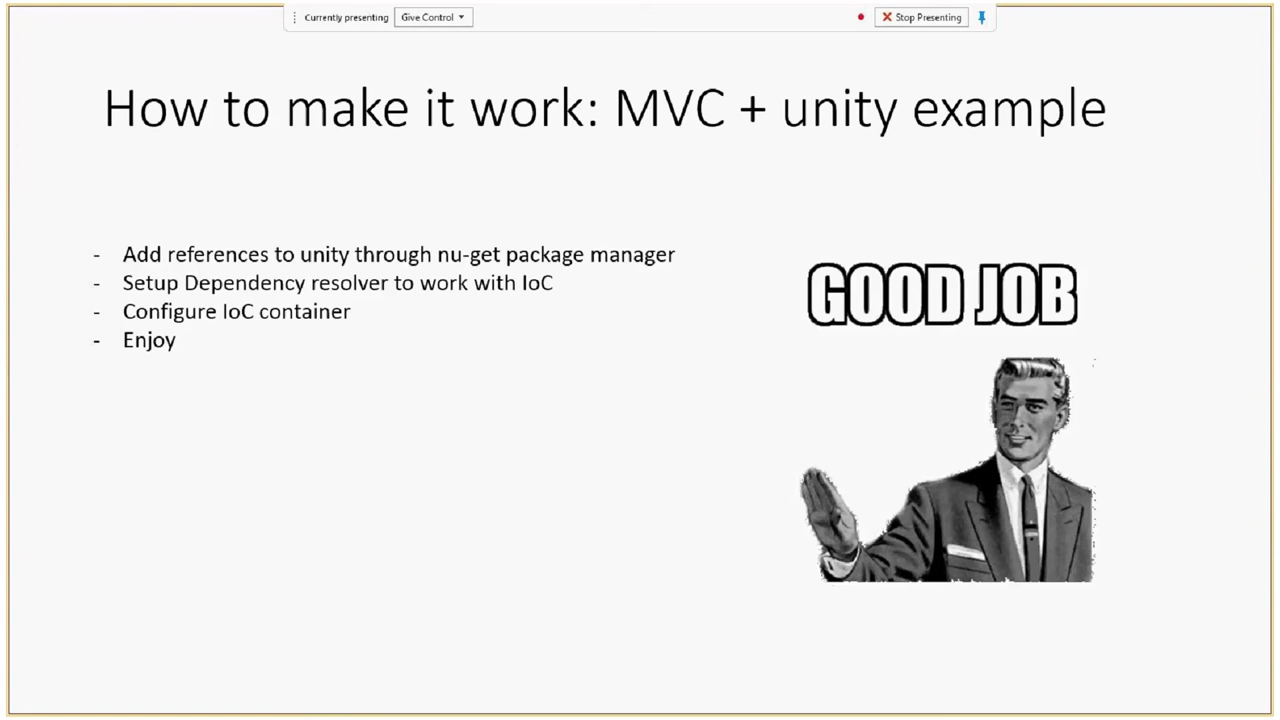 Currently presenting Give Control Stop Presenting
How to make it work: MVC + unity example
- Add references to unity through nu-get package manager
- Setup Dependency resolver to work with IoC
- Configure IoC container
- Enjoy
GOOD JOB